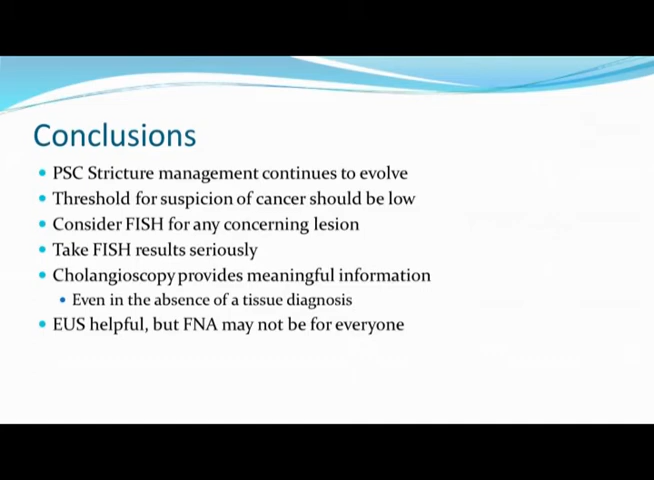 Conclusions
PSC Stricture management continues to evolve
Threshold for suspicion of cancer should be low
Consider FISH for any concerning lesion
Take FISH results seriously
Cholangioscopy provides meaningful information
Even in the absence of a tissue diagnosis
EUS helpful, but FNA may not be for everyone